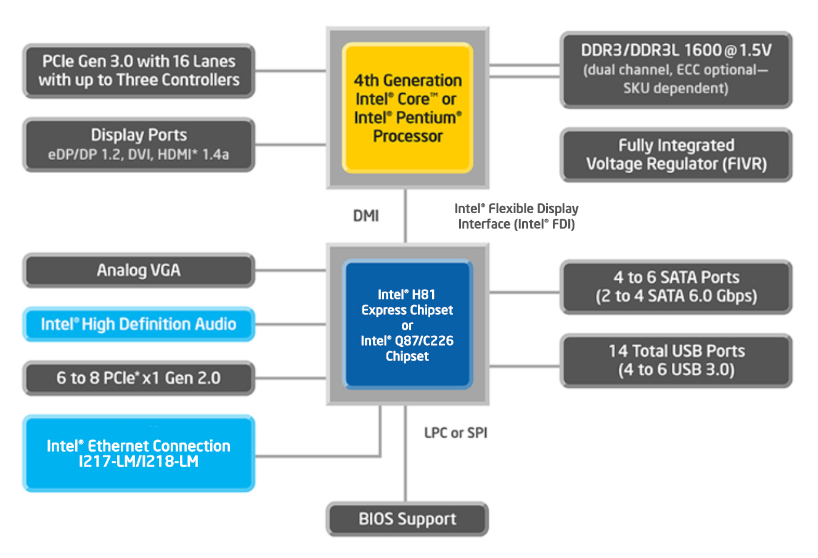 PCIe Gen 3.0 with 16 Lanes
with up to Three Controllers
Display Ports
eDP/DP 1.2, DVI, HDMI* 1.4a
4th Generation
Intel® Core™ or
Intel® Pentium®
Processor
DDR3/DDR3L 1600 @ 1.5V
(dual channel, ECC optional—
SKU dependent)
Fully Integrated
Voltage Regulator (FIVR)
DMI
Intel® Flexible Display
Interface (Intel® FDI)
Analog VGA
Intel® High Definition Audio
6 to 8 PCIe* x1 Gen 2.0
Intel® Ethernet Connection
I217-LM/I218-LM
Intel® H81
Express Chipset
or
Intel® Q87/C226
Chipset
4 to 6 SATA Ports
(2 to 4 SATA 6.0 Gbps)
14 Total USB Ports
(4 to 6 USB 3.0)
LPC or SPI
BIOS Support